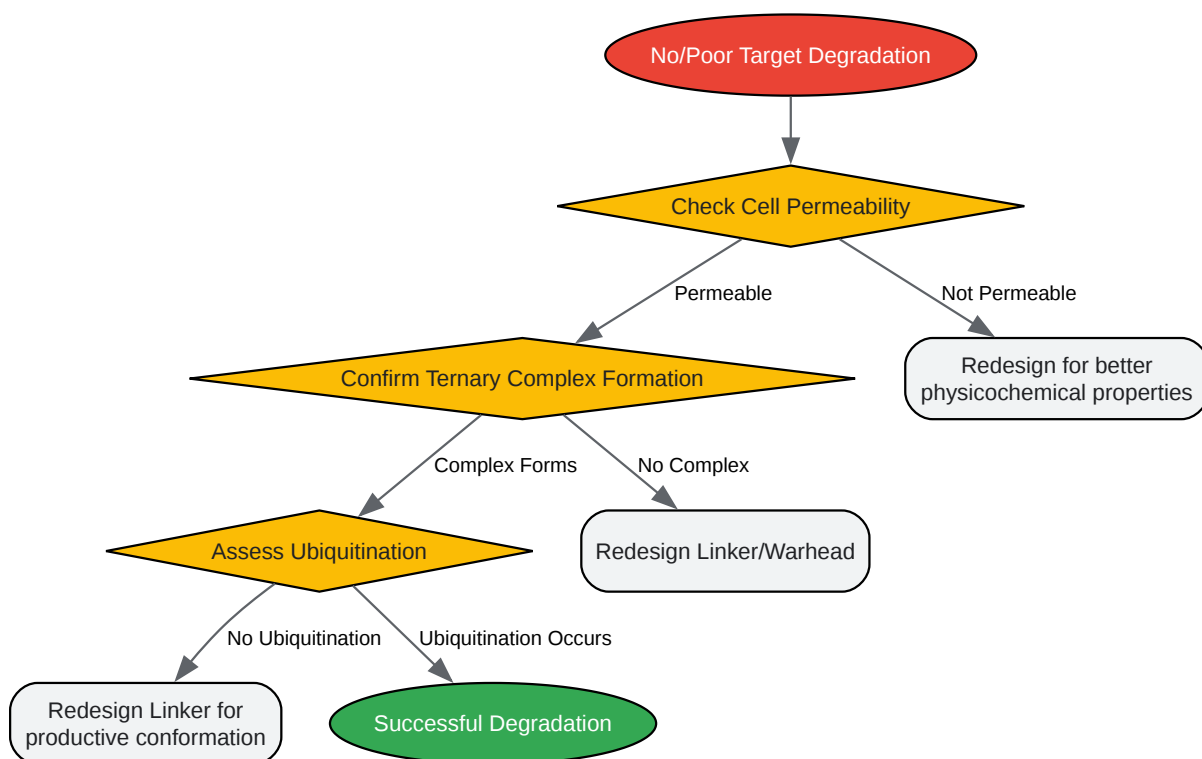 No/Poor Target Degradation
Check Cell Permeability
Permeable
Not Permeable
Confirm Ternary Complex Formation
Redesign for better
physicochemical properties
Complex Forms
No Complex
Assess Ubiquitination
Redesign Linker/Warhead
No Ubiquitination
Ubiquitination Occurs
Redesign Linker for
productive conformation
Successful Degradation